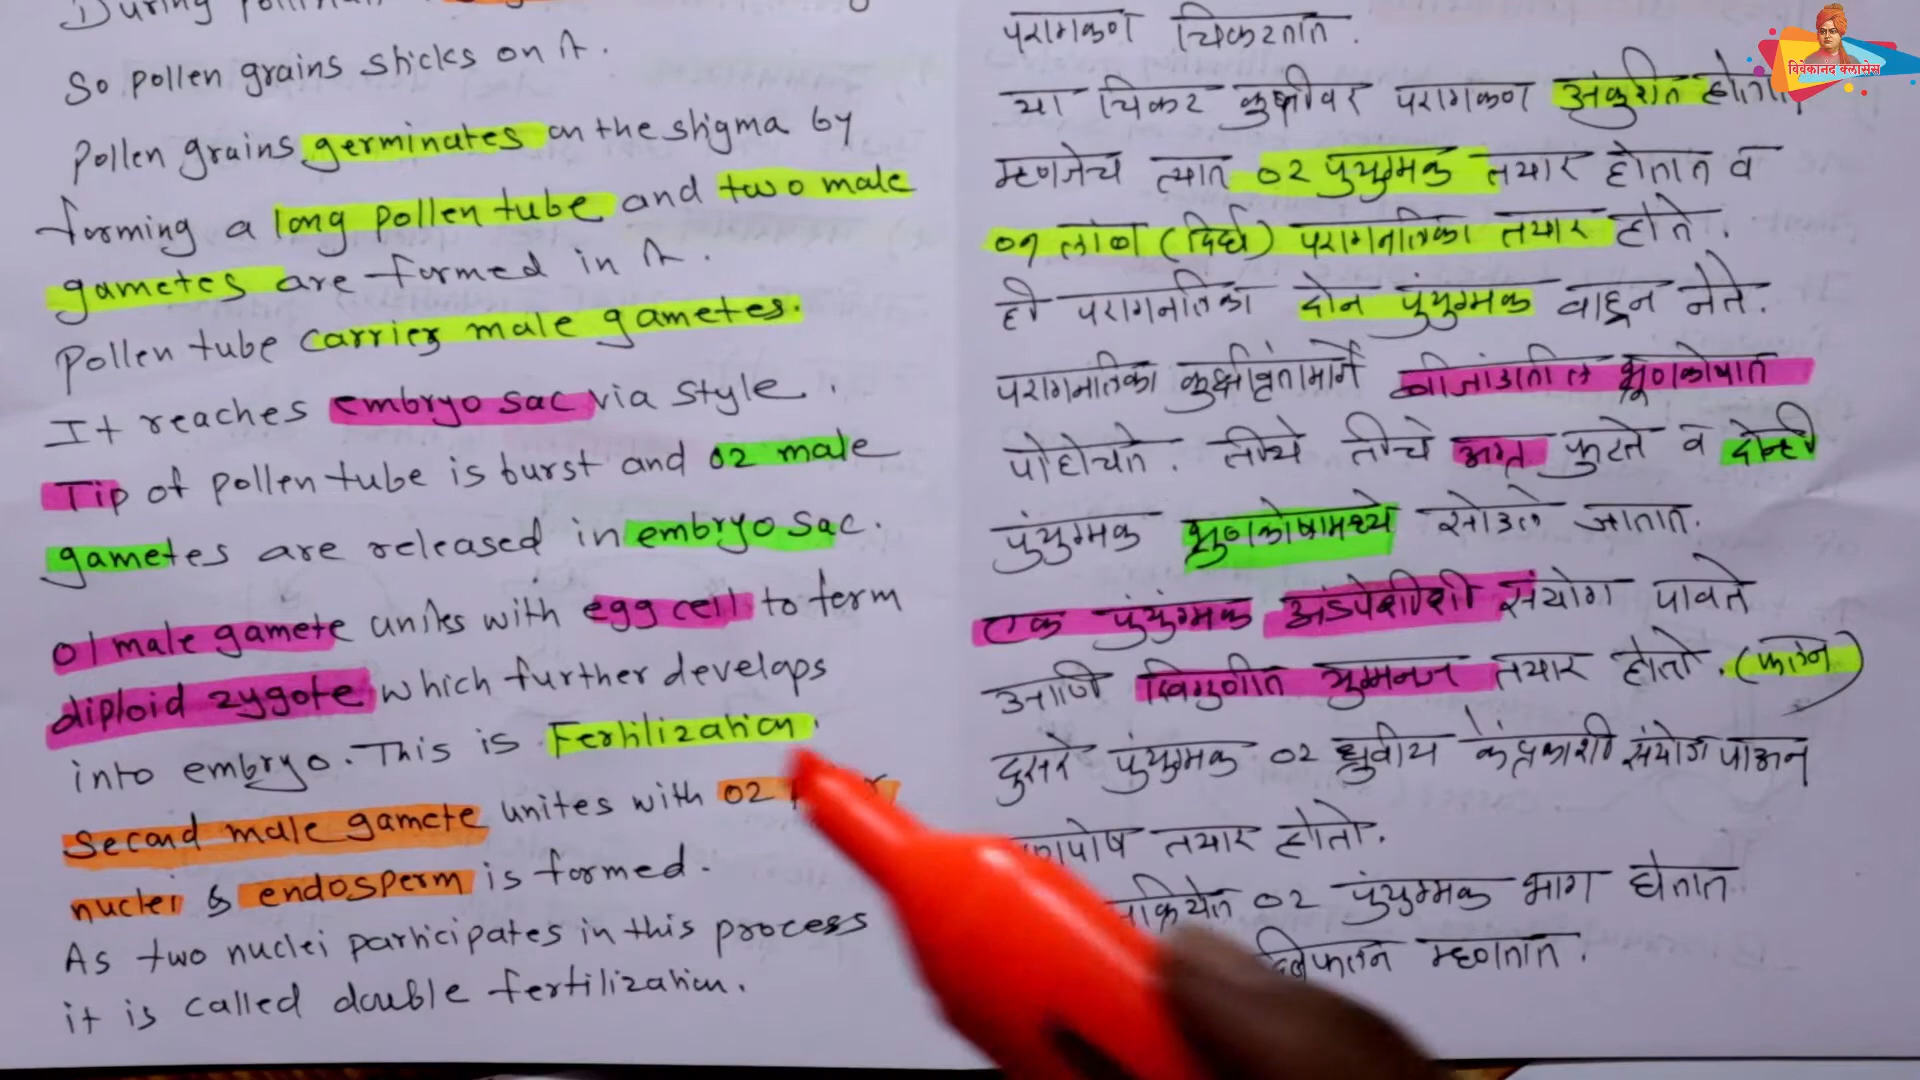 During
So pollen grains sticks on it.
Pollen grains germinates on the stigma by
forming a long pollen tube and two male
gametes are formed in it.
Pollen tube carries male gametes.
It reaches embryo sac via style.
Tip of pollen tube is burst and 02 male
gametes are released in embryo sac.
01 male gamete unites with egg cell to form
diploid zygote which further develops
into embryo. This is Fertilization.
Second male gamete unites with 02
nuclei & endosperm is formed.
As two nuclei participates in this process
it is called double fertilization.
परागकण चिकटतात.
या चिकट कुक्षीवर परागकण अंकुरीत होतात
म्हणजेच त्यात 02 पुंयुग्मक तयार होतात व
०१ लांब (दिर्घ) परागनलिका तयार होते.
ही परागनलिका दोन पुंयुग्मक वाहून नेते.
परागनलिका कुक्षीवृंतामार्गे बीजांडातील भ्रूणकोषात
पोहोचते. तीथे तीचे अग्र फुटते व दोन्ही
पुंयुग्मक भ्रुणकोषामध्ये सोडले जातात.
एक पुंयुग्मक अंडपेशीशी संयोग पावते
आणि द्विगुणीत युग्मनज तयार होतो. (फलन)
दुसरे पुंयुग्मक 02 ध्रुवीय केंद्रकाशी संयोग पाऊन
तयार होतो.
02 पुंयुग्मक भाग घेतात
म्हणतात.
विवेकानंद क्लासेस